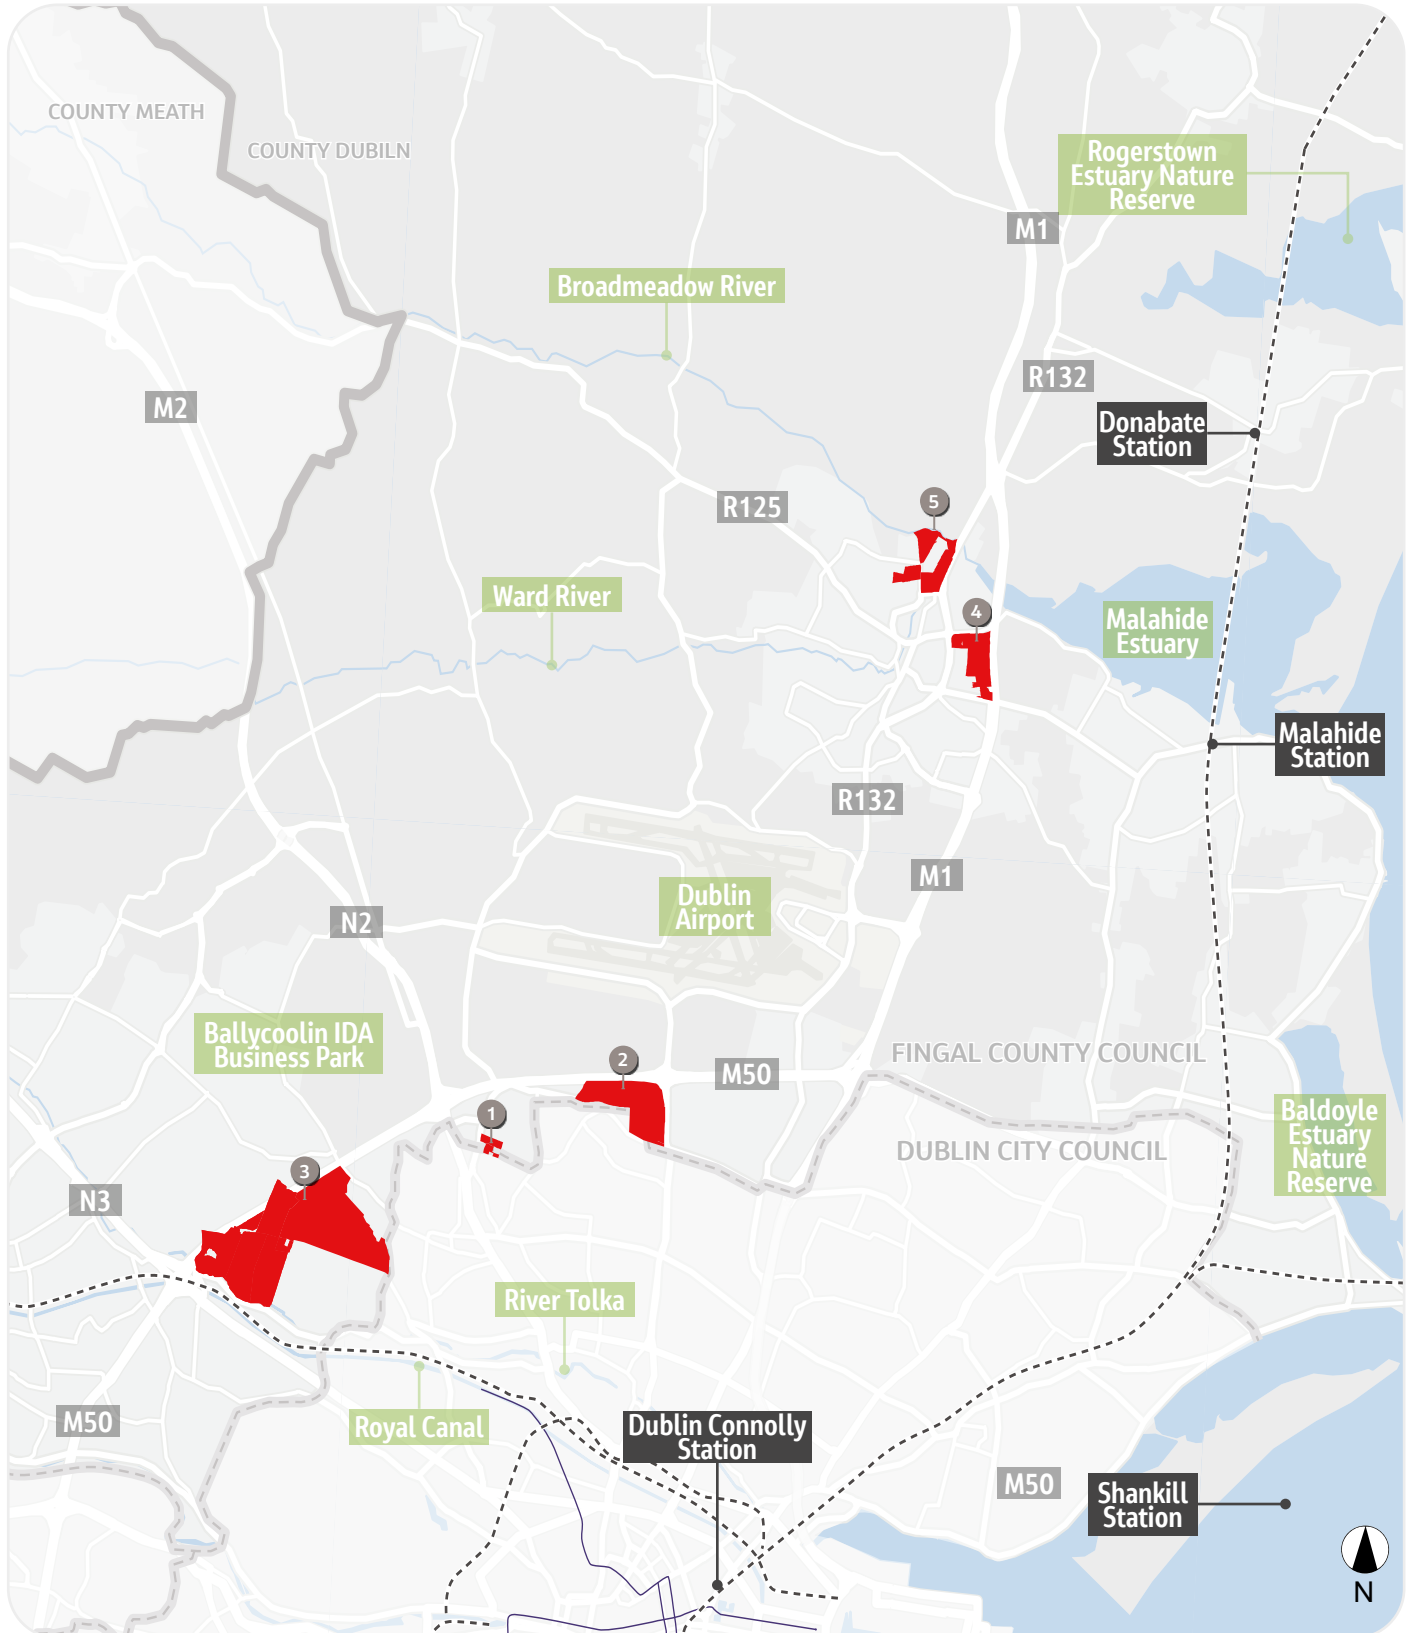 COUNTY MEATH
COUNTY DUBILN
Rogerstown
Estuary Nature
Reserve
M1
Broadmeadow River
R132
M2
Donabate
Station
R125
5
Ward River
4
Malahide
Estuary
Malahide
Station
R132
M1
Dublin
Airport
N2
Ballycoolin IDA
Business Park
FINGAL COUNTY COUNCIL
2
M50
1
Baldoyle
Estuary
Nature
Reserve
DUBLIN CITY COUNCIL
3
N3
River Tolka
Royal Canal
M50
Dublin Connolly
Station
M50
Shankill
Station
N